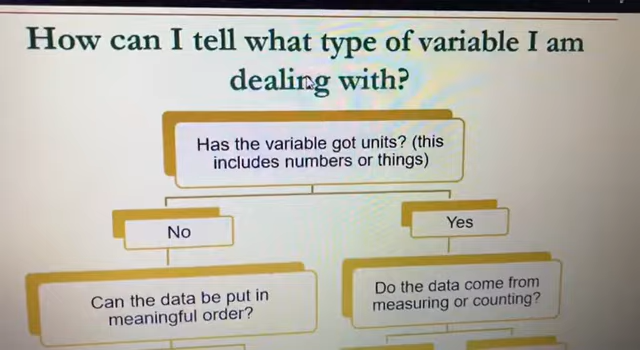 How can I tell what type of variable I am
dealing with?
Has the variable got units? (this
includes numbers or things)
No
Yes
Can the data be put in
meaningful order?
Do the data come from
measuring or counting?